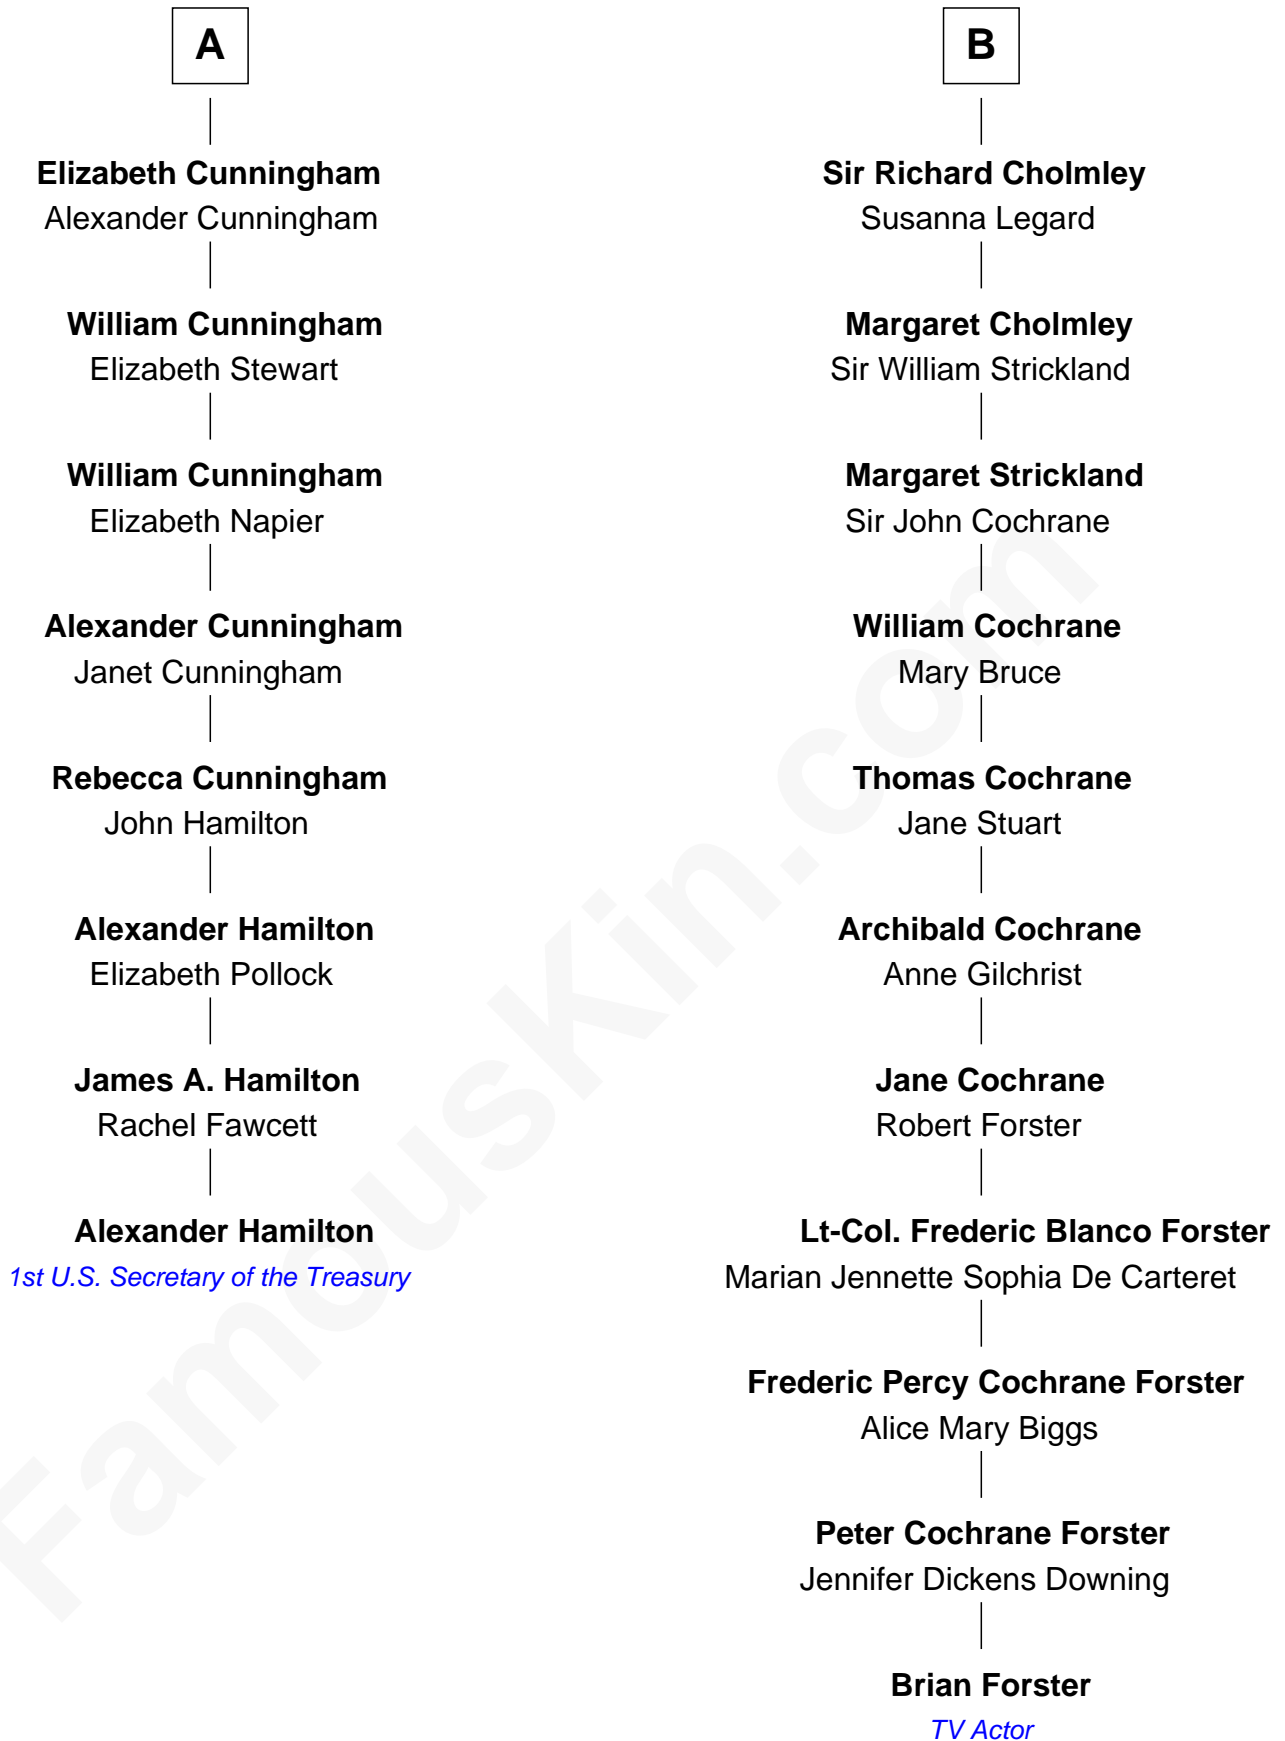 A
Elizabeth Cunningham
Alexander Cunningham
William Cunningham
Elizabeth Stewart
William Cunningham
Elizabeth Napier
Alexander Cunningham
Janet Cunningham
Rebecca Cunningham
John Hamilton
Alexander Hamilton
Elizabeth Pollock
James A. Hamilton
Rachel Fawcett
Alexander Hamilton
1st U.S. Secretary of the Treasury
B
Sir Richard Cholmley
Susanna Legard
Margaret Cholmley
Sir William Strickland
Margaret Strickland
Sir John Cochrane
William Cochrane
Mary Bruce
Thomas Cochrane
Jane Stuart
Archibald Cochrane
Anne Gilchrist
Jane Cochrane
Robert Forster
Lt-Col. Frederic Blanco Forster
Marian Jennette Sophia De Carteret
Frederic Percy Cochrane Forster
Alice Mary Biggs
Peter Cochrane Forster
Jennifer Dickens Downing
Brian Forster
TV Actor
FamousKin.com